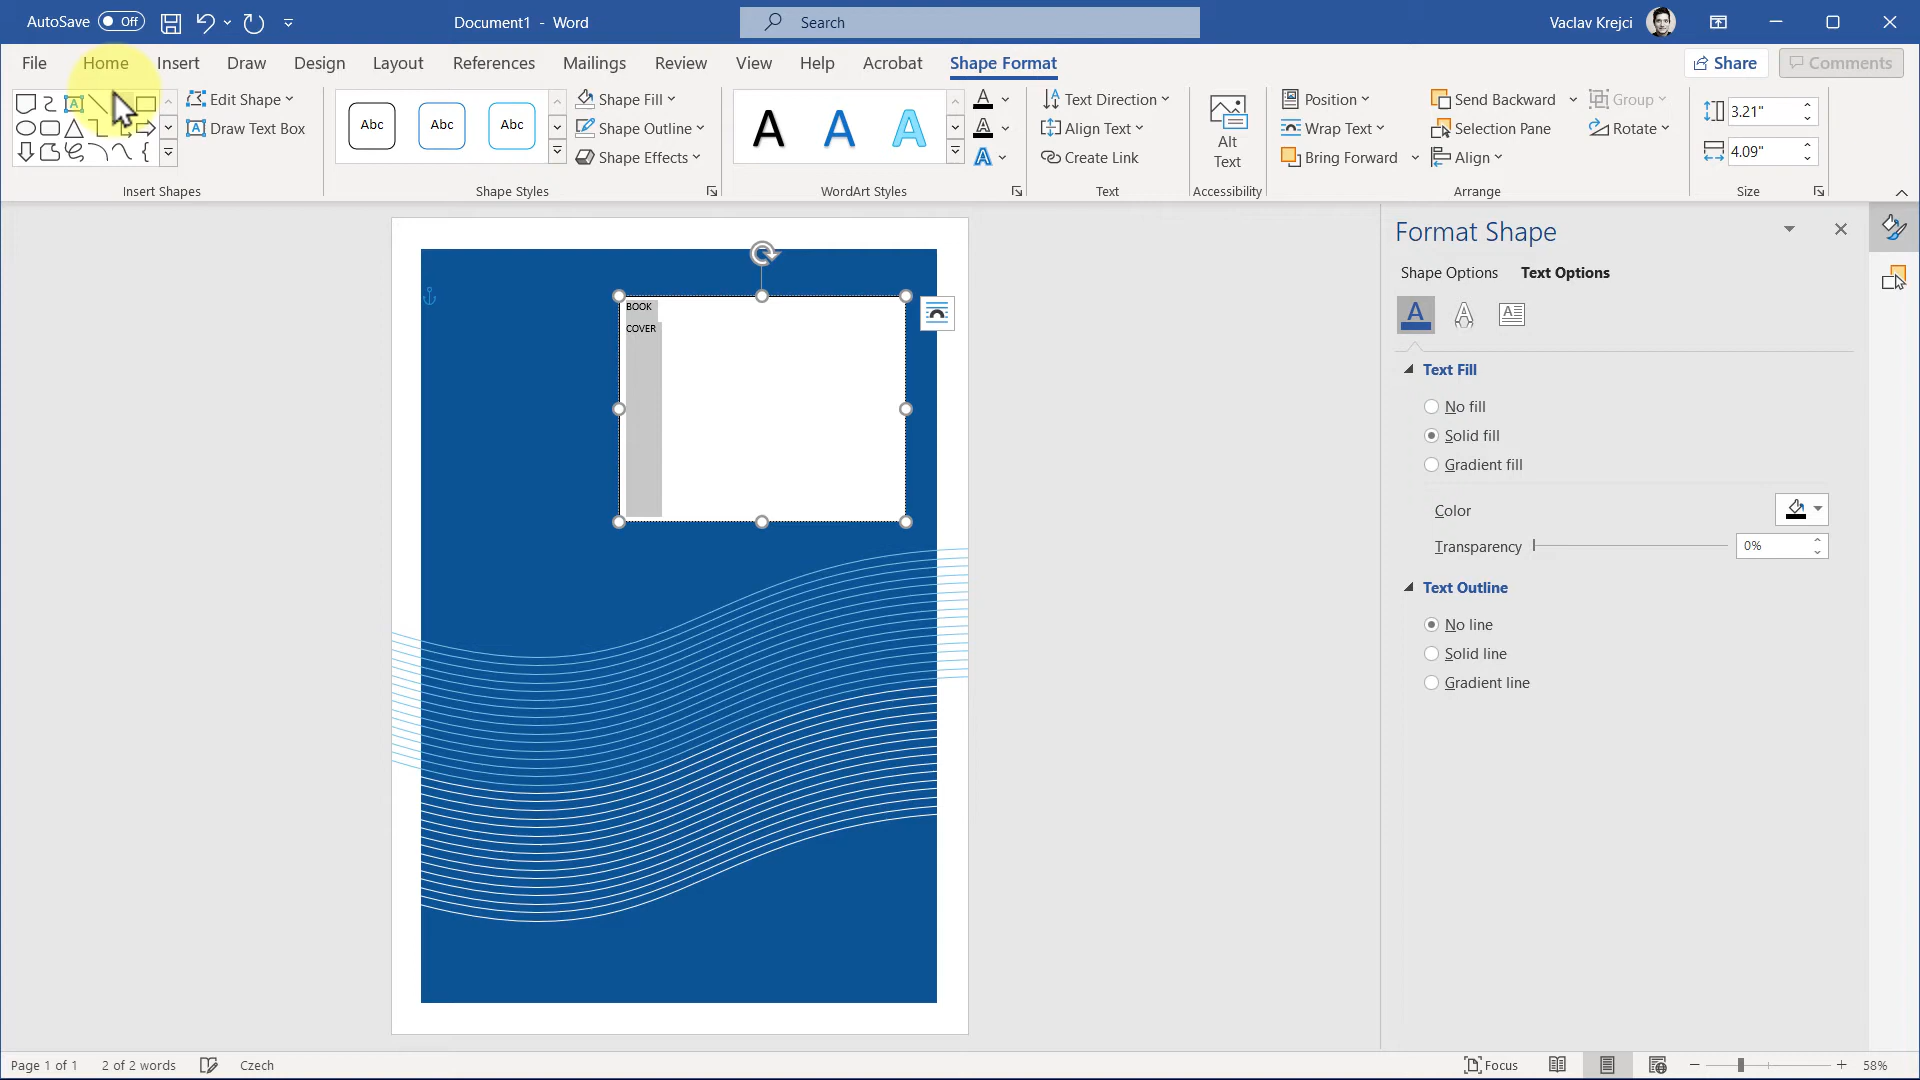 AutoSave Off Document1 - Word Search Vaclav Krejci
File Home Insert Draw Design Layout References Mailings Review View Help Acrobat Shape Format Share Comments
Edit Shape
Draw Text Box
Insert Shapes
Abc Abc Abc
Shape Fill
Shape Outline
Shape Effects
Shape Styles
A A A
WordArt Styles
Text Direction
Align Text
Create Link
Text
Alt
Text
Accessibility
Position
Wrap Text
Bring Forward
Send Backward
Selection Pane
Align
Group
Rotate
Arrange
3.21"
4.09"
Size
BOOK
COVER
Format Shape
Shape Options Text Options
Text Fill
No fill
Solid fill
Gradient fill
Color
Transparency 0%
Text Outline
No line
Solid line
Gradient line
Page 1 of 1 2 of 2 words Czech Focus 58%